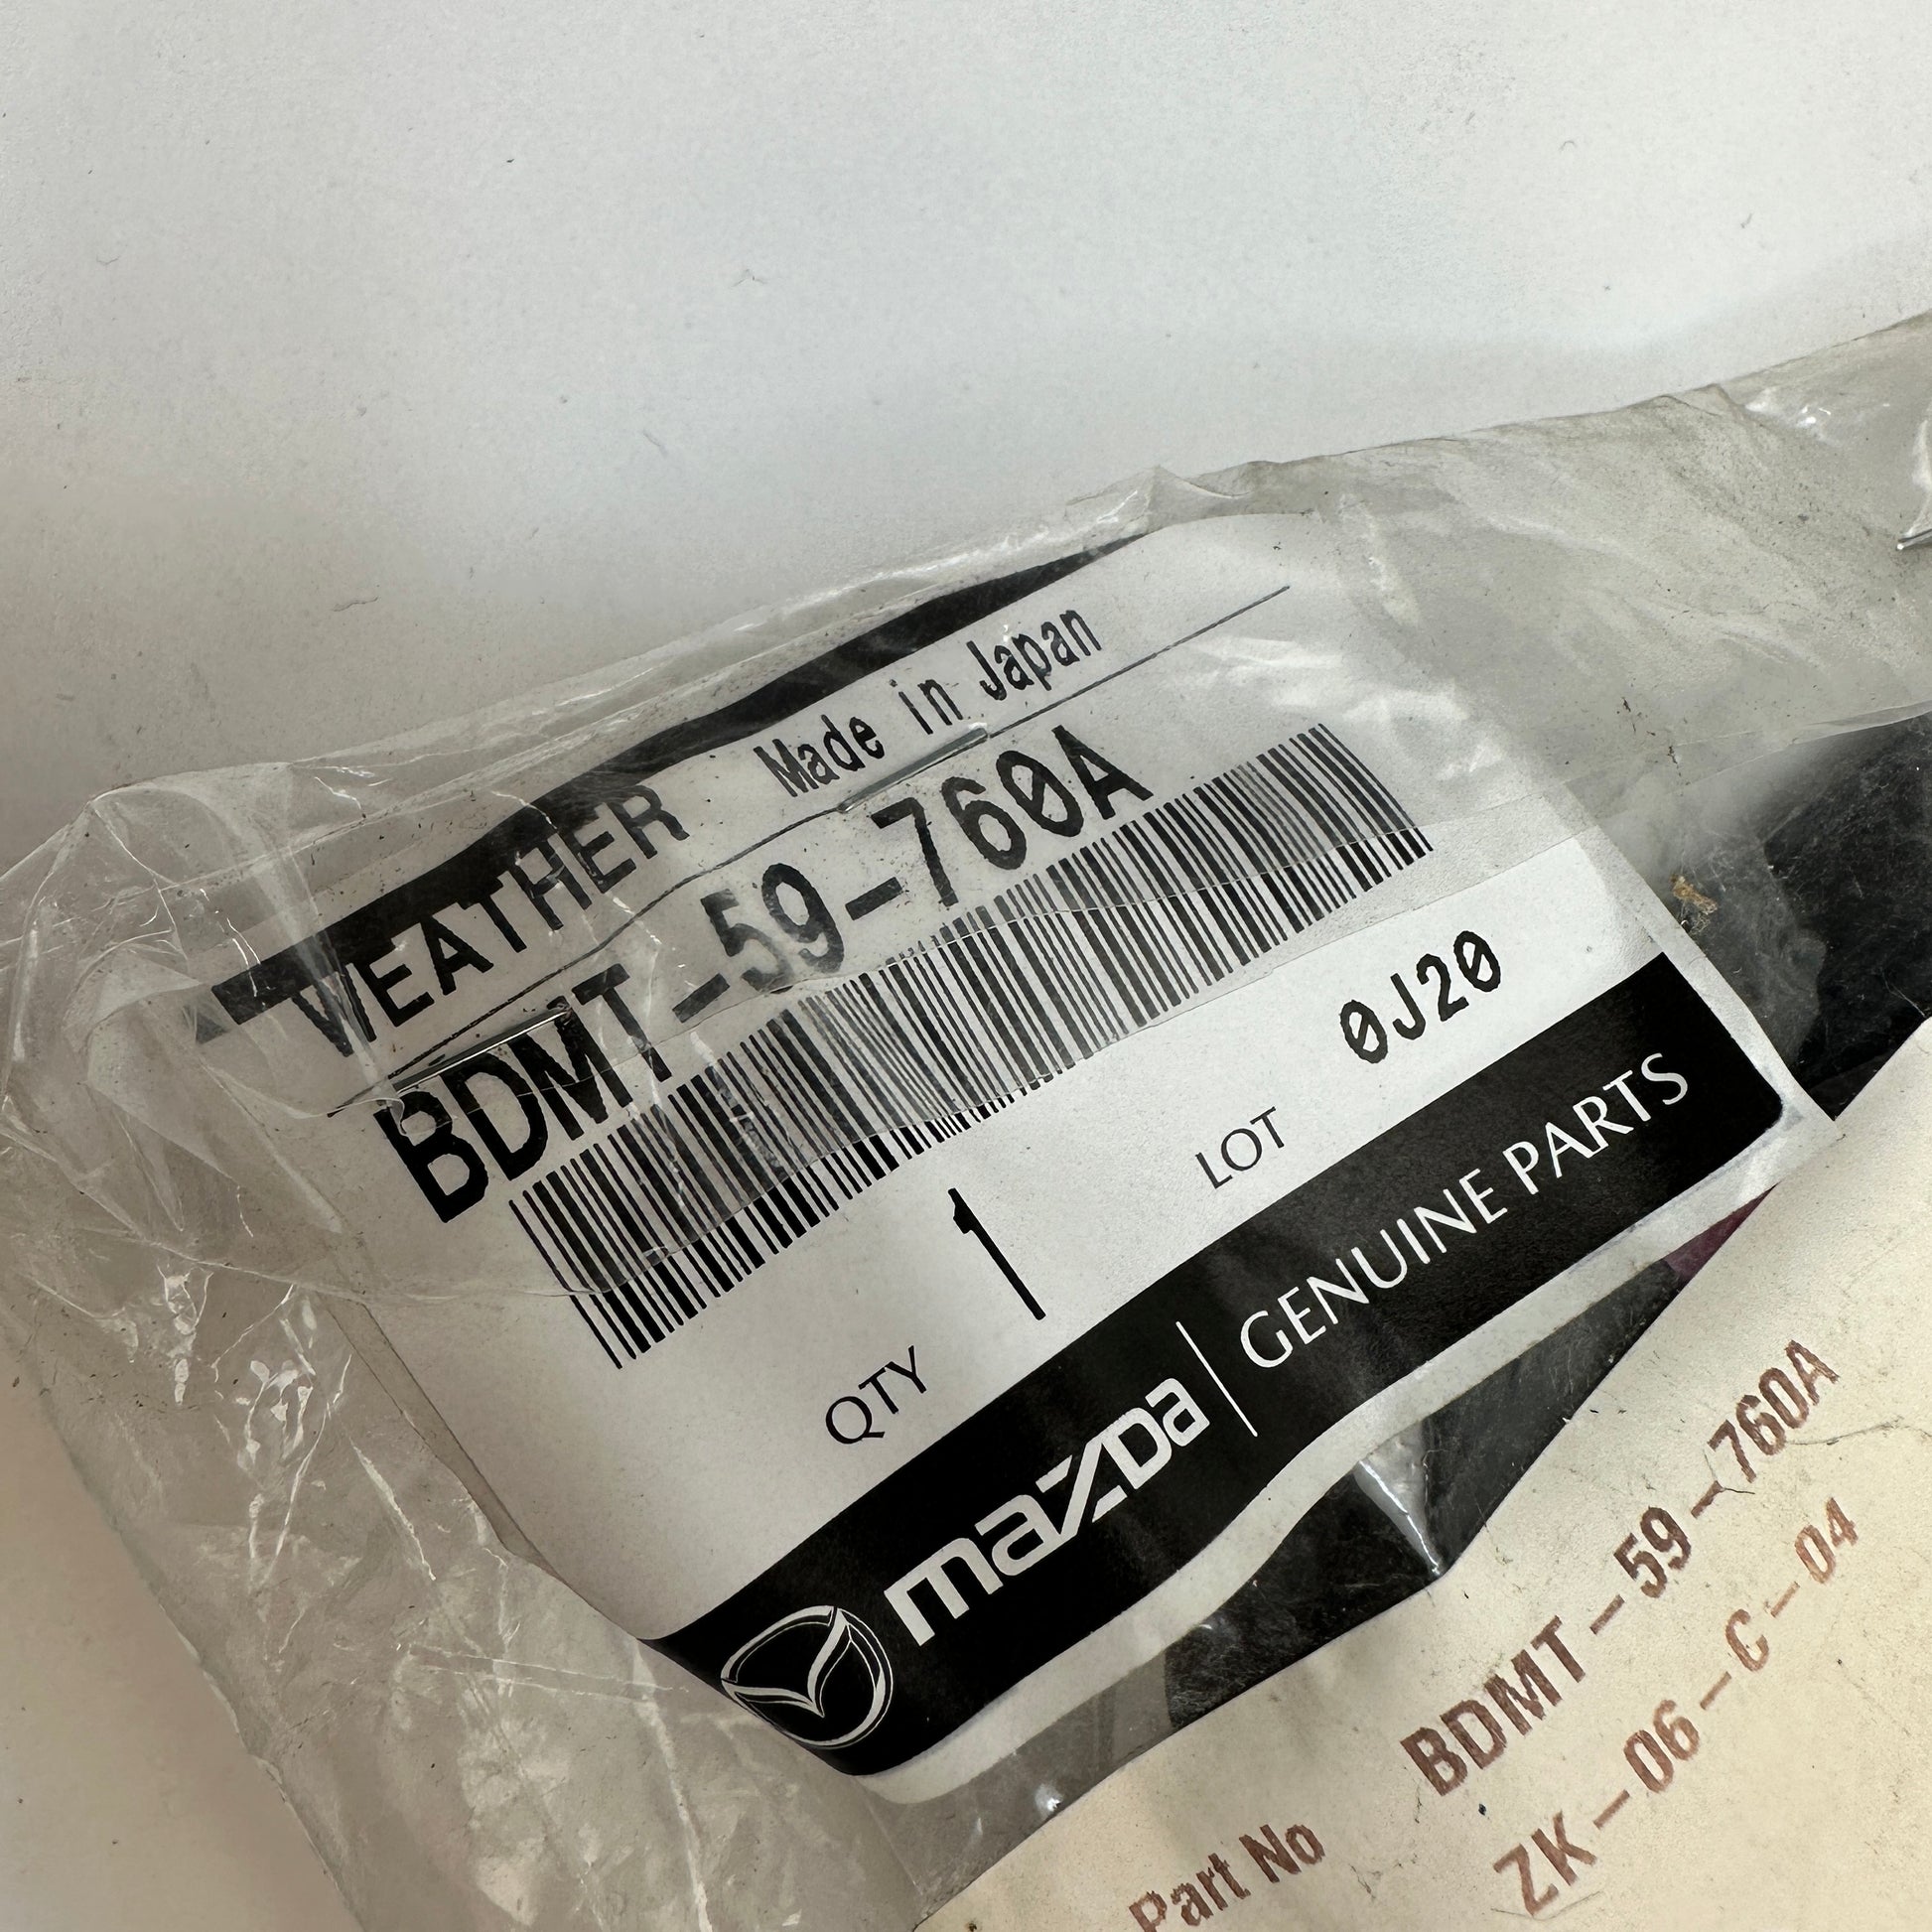 WEATHER Made in Japan
BDMT-59-760A
QTY 1 LOT 0J20
mazda | GENUINE PARTS
Part No BDMT-59-760A
ZK-06-C-04